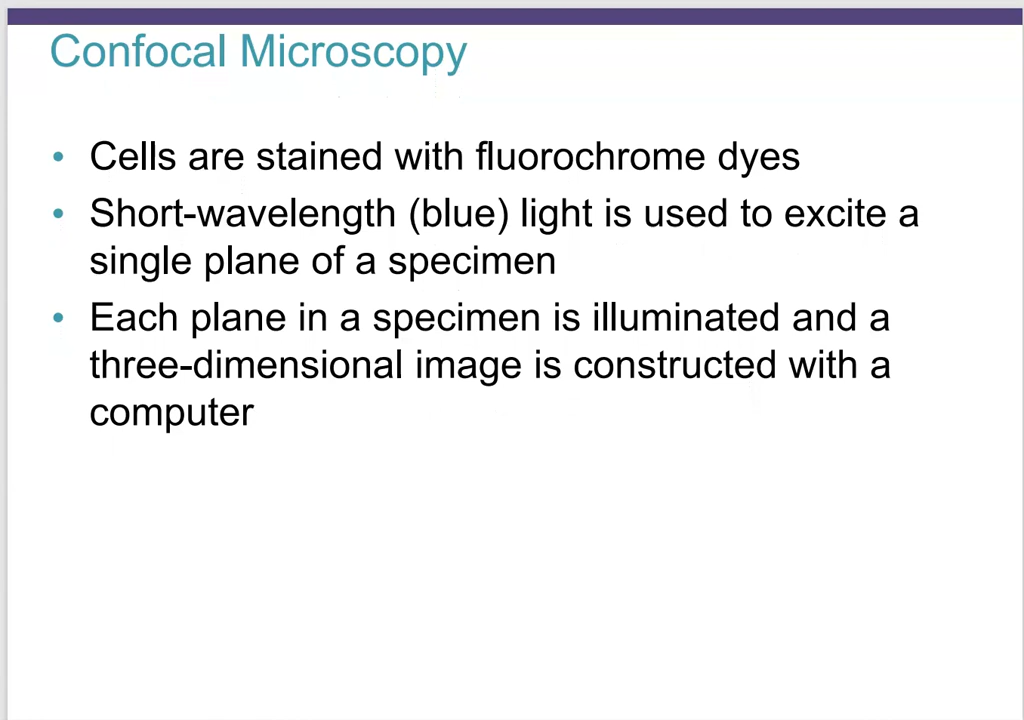 Confocal Microscopy
• Cells are stained with fluorochrome dyes
• Short-wavelength (blue) light is used to excite a
single plane of a specimen
• Each plane in a specimen is illuminated and a
three-dimensional image is constructed with a
computer